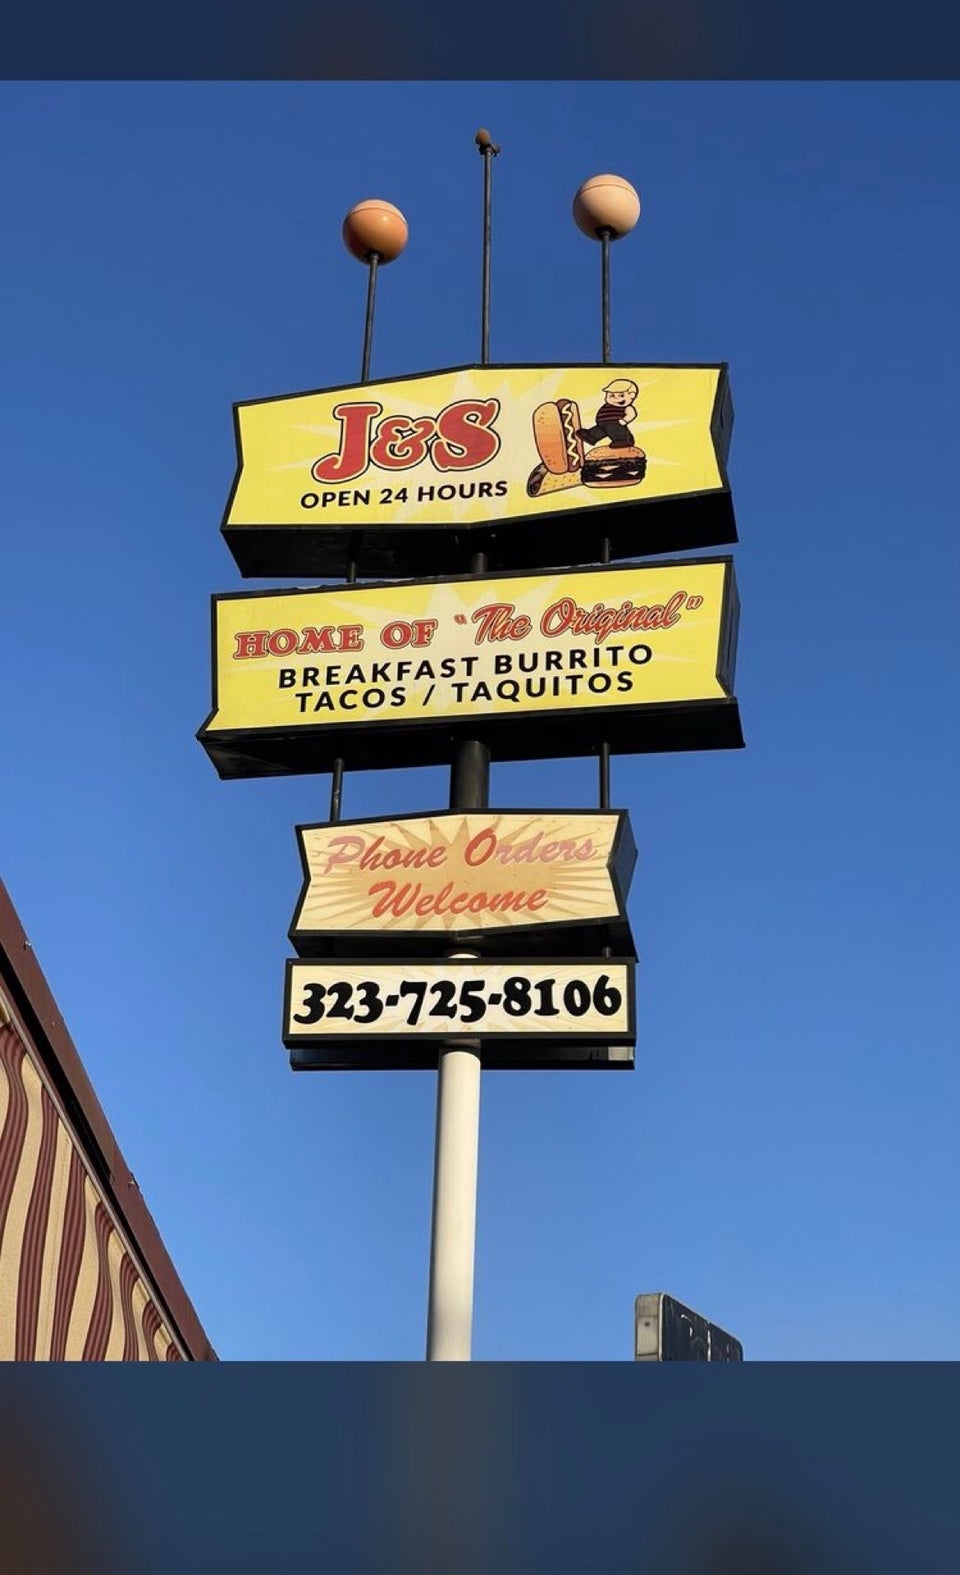 J&S
OPEN 24 HOURS
HOME OF "The Original"
BREAKFAST BURRITO
TACOS / TAQUITOS
Phone Orders
Welcome
323-725-8106